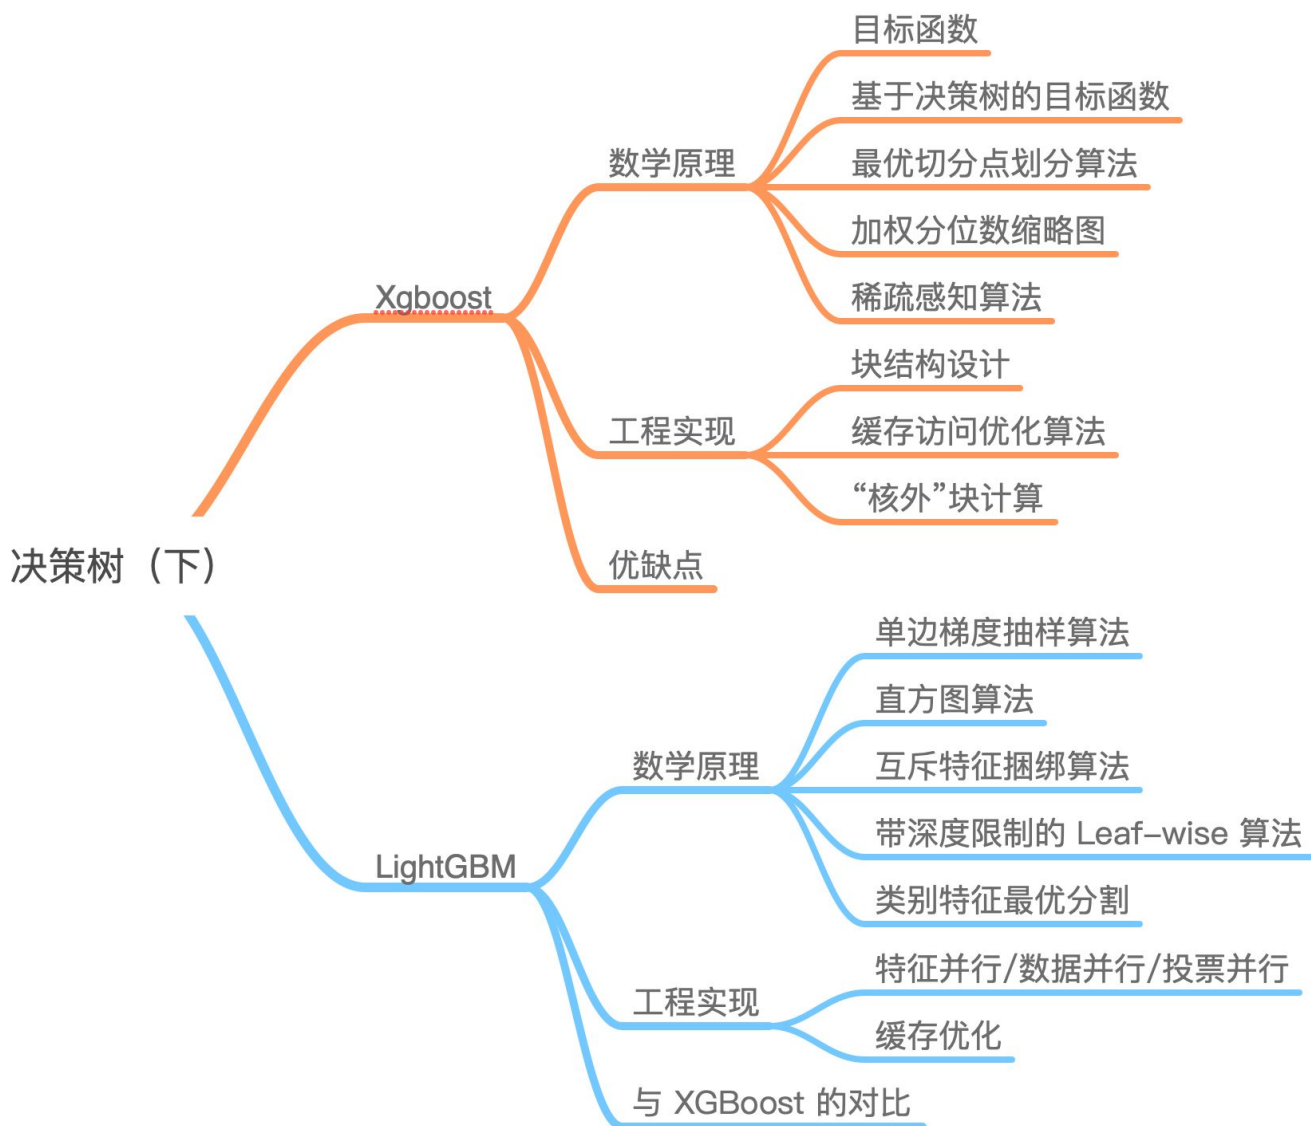 决策树（下）
Xgboost
数学原理
目标函数
基于决策树的目标函数
最优切分点划分算法
加权分位数缩略图
稀疏感知算法
工程实现
块结构设计
缓存访问优化算法
“核外”块计算
优缺点
LightGBM
数学原理
单边梯度抽样算法
直方图算法
互斥特征捆绑算法
带深度限制的 Leaf–wise 算法
类别特征最优分割
工程实现
特征并行/数据并行/投票并行
缓存优化
与 XGBoost 的对比